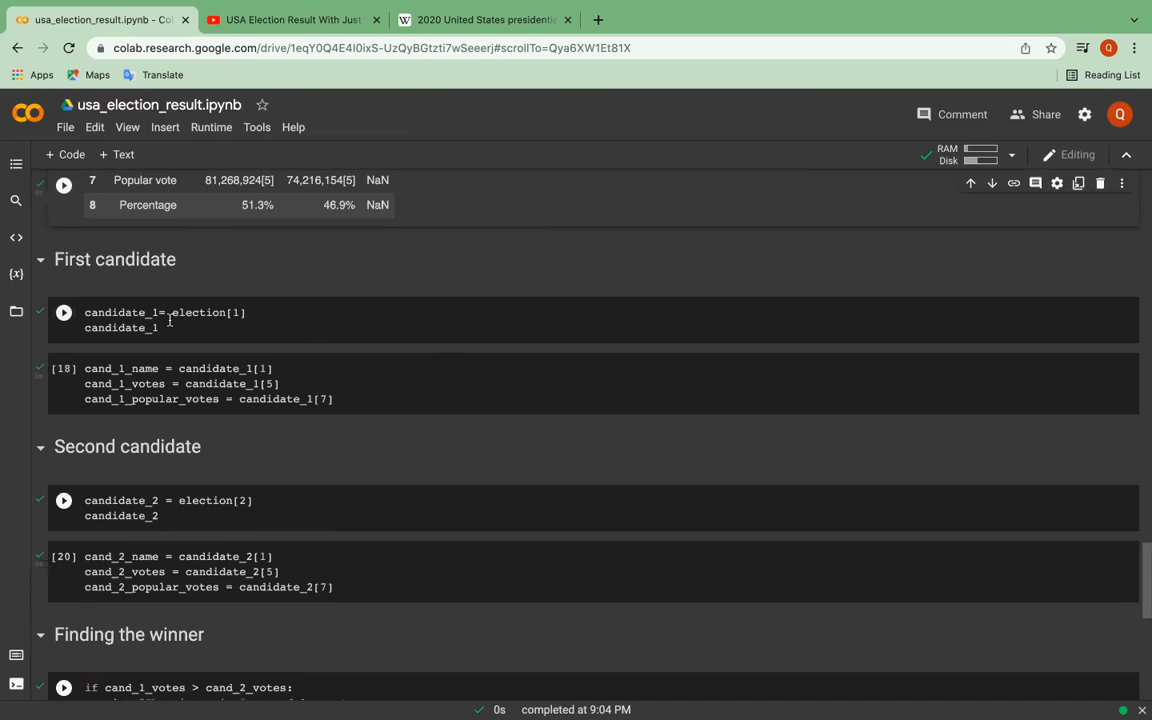 usa_election_result.ipynb - Co
USA Election Result With Just
2020 United States presidentia
colab.research.google.com/drive/1eqY0Q4E4I0ixS-UzQyBGtzti7wSeeerj#scrollTo=Qya6XW1Et81X
Apps
Maps
Translate
Reading List
usa_election_result.ipynb
Comment
Share
Q
File Edit View Insert Runtime Tools Help
+ Code + Text
RAM
Disk
Editing
7 Popular vote 81,268,924[5] 74,216,154[5] NaN
8 Percentage 51.3% 46.9% NaN
First candidate
candidate_1= election[1]
candidate_1
[18] cand_1_name = candidate_1[1]
cand_1_votes = candidate_1[5]
cand_1_popular_votes = candidate_1[7]
Second candidate
candidate_2 = election[2]
candidate_2
[20] cand_2_name = candidate_2[1]
cand_2_votes = candidate_2[5]
cand_2_popular_votes = candidate_2[7]
Finding the winner
if cand_1_votes > cand_2_votes:
0s completed at 9:04 PM